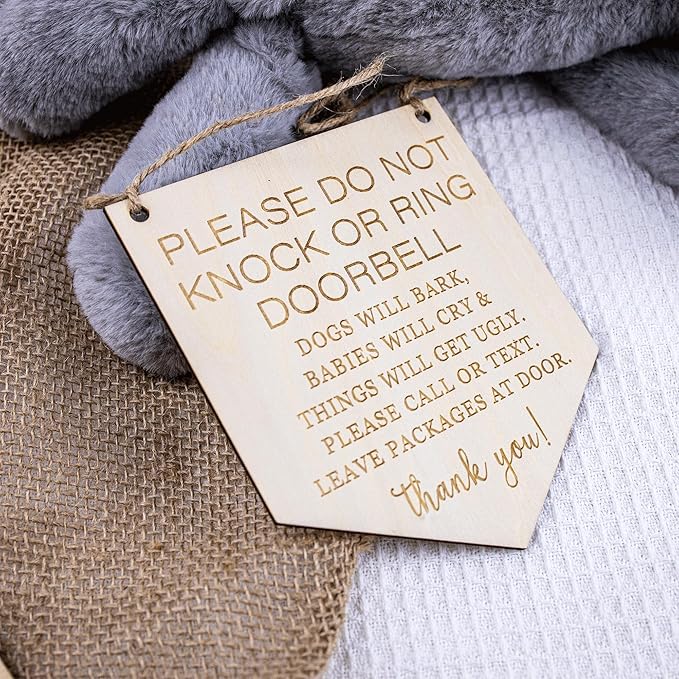 PLEASE DO NOT
KNOCK OR RING
DOORBELL
DOGS WILL BARK,
BABIES WILL CRY &
THINGS WILL GET UGLY.
PLEASE CALL OR TEXT.
LEAVE PACKAGES AT DOOR.
thank you!